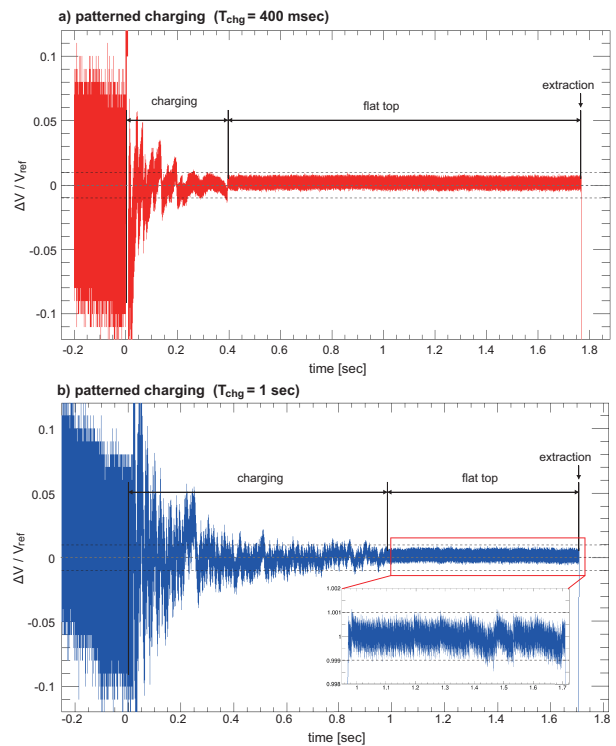 a) patterned charging (Tchg = 400 msec)
extraction
charging
flat top
0.1
0.05
0
-0.05
-0.1
ΔV / Vref
-0.2 0 0.2 0.4 0.6 0.8 1 1.2 1.4 1.6 1.8
time [sec]
b) patterned charging (Tchg = 1 sec)
extraction
charging
flat top
0.1
0.05
0
-0.05
-0.1
ΔV / Vref
1.002
1.001
1
0.999
0.998
1 1.1 1.2 1.3 1.4 1.5 1.6 1.7
-0.2 0 0.2 0.4 0.6 0.8 1 1.2 1.4 1.6 1.8
time [sec]